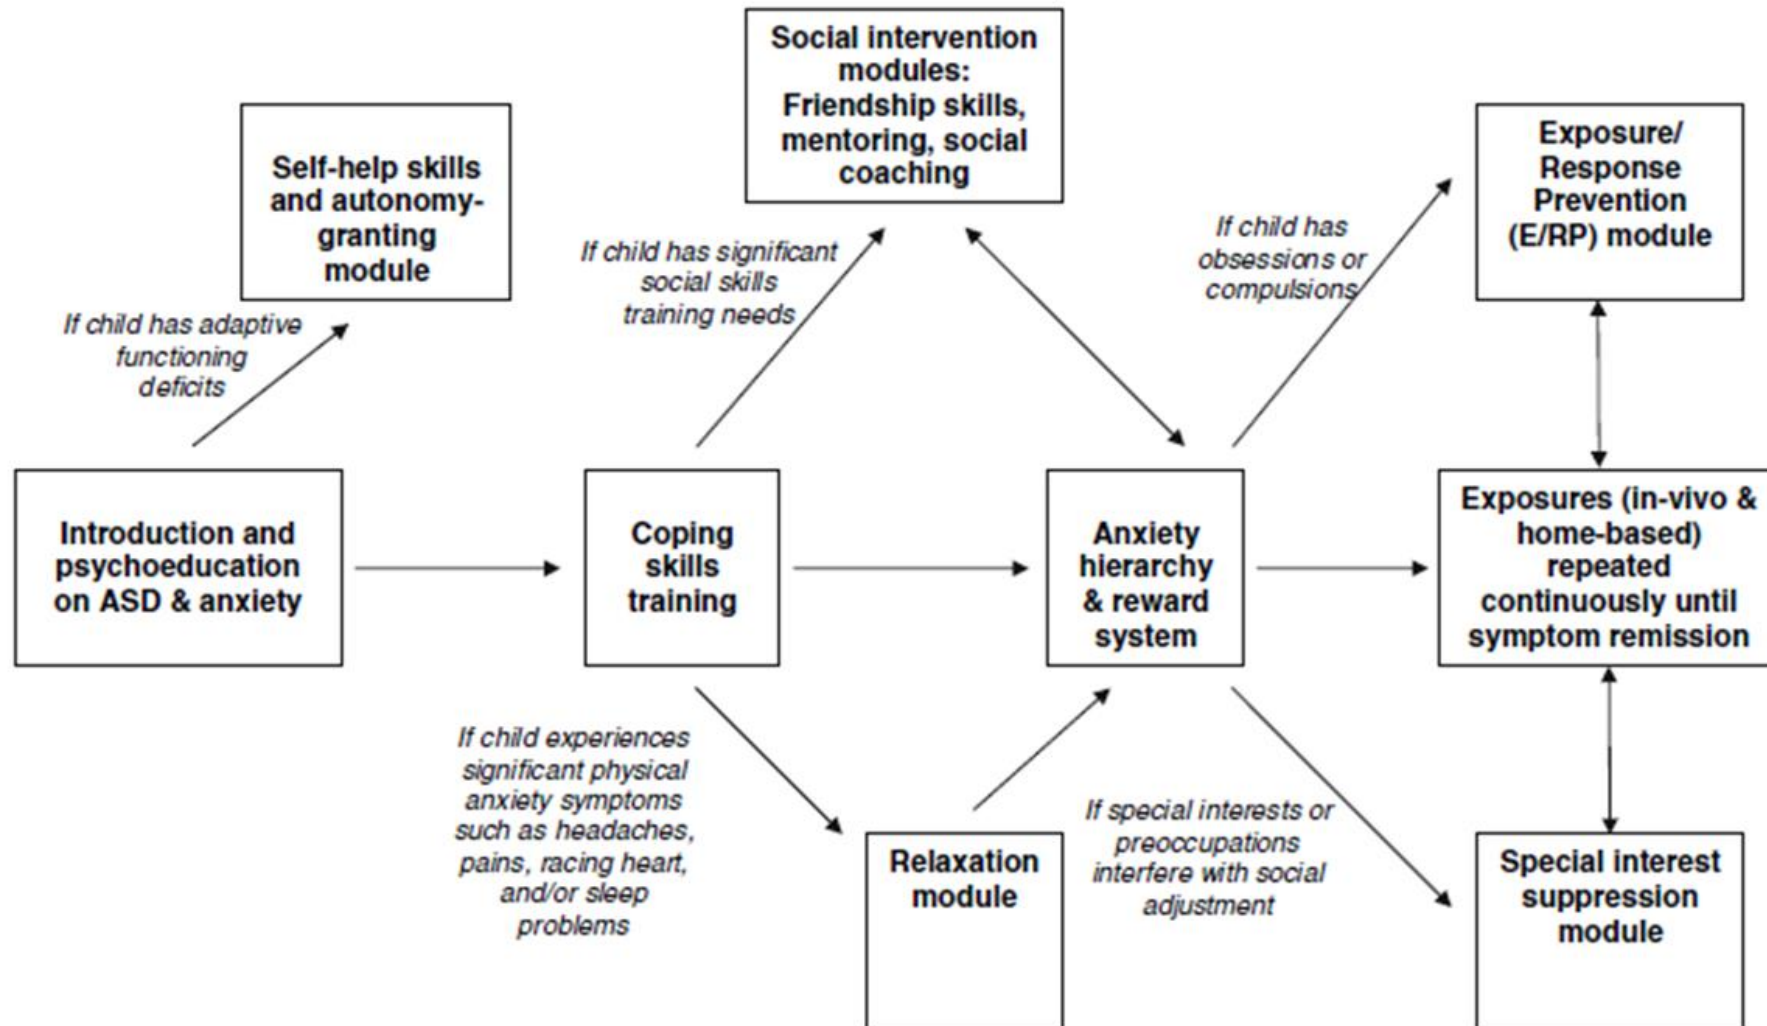 Social intervention
modules:
Friendship skills,
mentoring, social
coaching
Self-help skills
and autonomy-
granting
module
Exposure/
Response
Prevention
(E/RP) module
If child has adaptive
functioning
deficits
If child has significant
social skills
training needs
If child has
obsessions or
compulsions
Introduction and
psychoeducation
on ASD & anxiety
Coping
skills
training
Anxiety
hierarchy
& reward
system
Exposures (in-vivo &
home-based)
repeated
continuously until
symptom remission
If child experiences
significant physical
anxiety symptoms
such as headaches,
pains, racing heart,
and/or sleep
problems
Relaxation
module
If special interests or
preoccupations
interfere with social
adjustment
Special interest
suppression
module